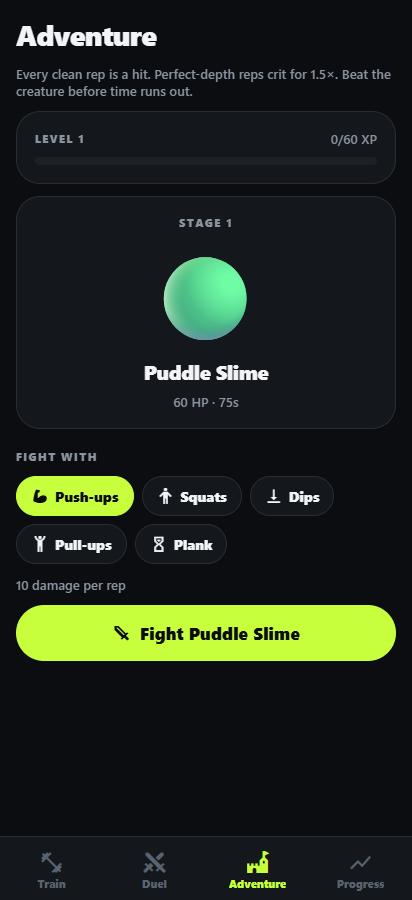 Adventure
Every clean rep is a hit. Perfect-depth reps crit for 1.5×. Beat the
creature before time runs out.
LEVEL 1
0/60 XP
STAGE 1
Puddle Slime
60 HP · 75s
FIGHT WITH
Push-ups
Squats
Dips
Pull-ups
Plank
10 damage per rep
Fight Puddle Slime
Train
Duel
Adventure
Progress